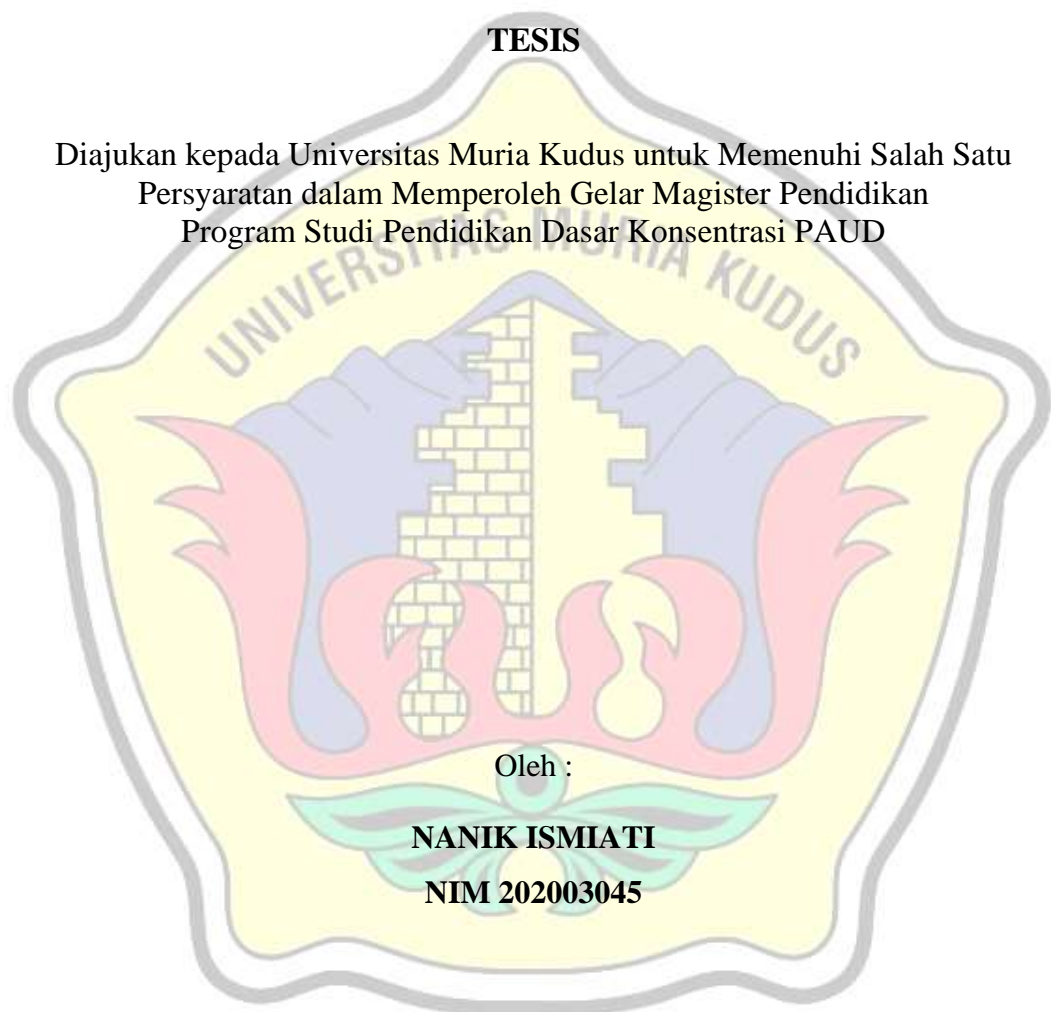 TESIS
Diajukan kepada Universitas Muria Kudus untuk Memenuhi Salah Satu
Persyaratan dalam Memperoleh Gelar Magister Pendidikan
Program Studi Pendidikan Dasar Konsentrasi PAUD
UNIVERSITAS MURIA KUDUS
Oleh :
NANIK ISMIATI
NIM 202003045